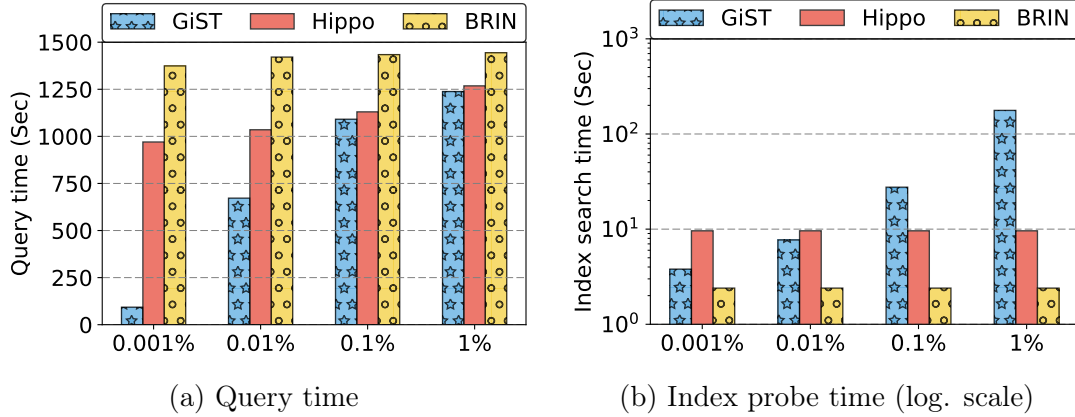 GiST Hippo BRIN
Query time (Sec)
1500
1250
1000
750
500
250
0
0.001% 0.01% 0.1% 1%
(a) Query time
GiST Hippo BRIN
Index search time (Sec)
10³
10²
10¹
10⁰
0.001% 0.01% 0.1% 1%
(b) Index probe time (log. scale)